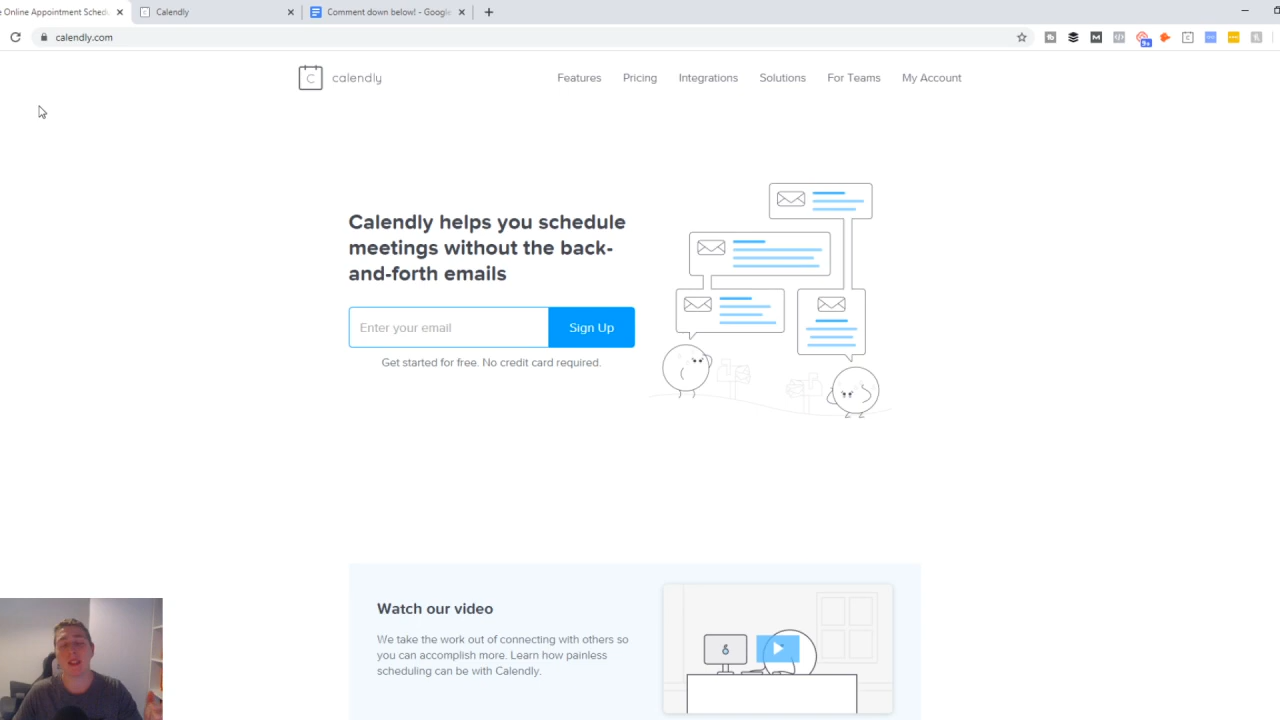 e Online Appointment Schedu
Calendly
Comment down below! - Google
calendly.com
9+
C calendly
Features
Pricing
Integrations
Solutions
For Teams
My Account
Calendly helps you schedule
meetings without the back-
and-forth emails
Enter your email
Sign Up
Get started for free. No credit card required.
Watch our video
We take the work out of connecting with others so
you can accomplish more. Learn how painless
scheduling can be with Calendly.